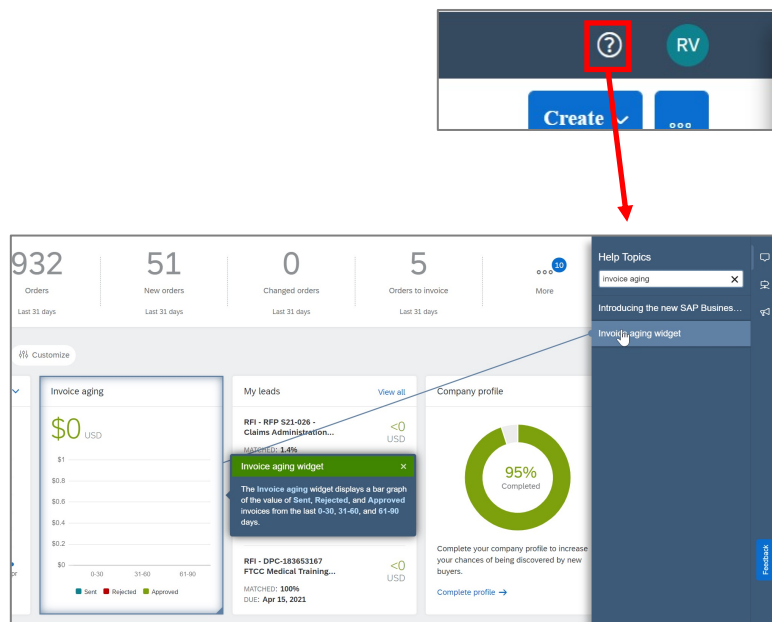 RV
Create
932
51
0
5
10
Orders
New orders
Changed orders
Orders to invoice
More
Last 31 days
Last 31 days
Last 31 days
Last 31 days
Customize
Help Topics
invoice aging
X
Introducing the new SAP Busines...
Invoice aging widget
Invoice aging
$0 USD
$1
$0.8
$0.6
$0.4
$0.2
$0
0-30
31-60
61-90
Sent
Rejected
Approved
My leads
View all
RFI - RFP S21-026 -
Claims Administration...
<0
USD
MATCHED: 1.4%
Invoice aging widget
The Invoice aging widget displays a bar graph
of the value of Sent, Rejected, and Approved
invoices from the last 0-30, 31-60, and 61-90
days.
RFI - DPC-183653167
FTCC Medical Training...
<0
USD
MATCHED: 100%
DUE: Apr 15, 2021
Company profile
95%
Completed
Complete your company profile to increase
your chances of being discovered by new
buyers.
Complete profile →
Feedback